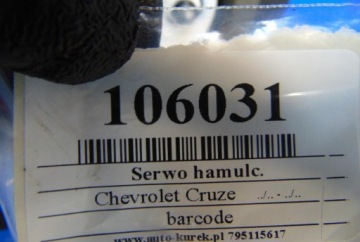 106031
Serwo hamulc.
Chevrolet Cruze ./.. - ./..
barcode
www.auto-kurek.pl 795115617